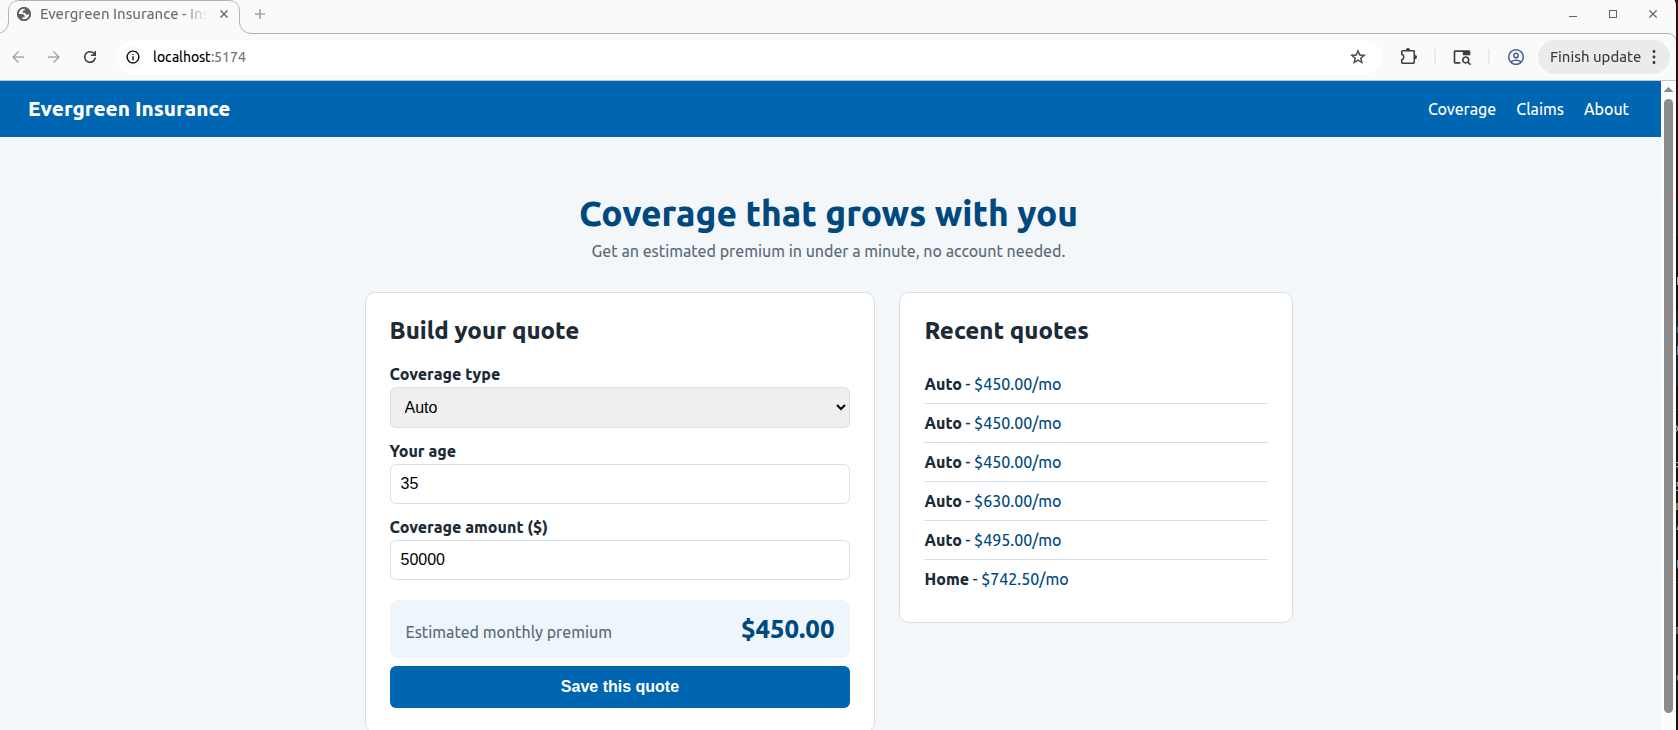 Evergreen Insurance - Ins
localhost:5174
Finish update
Evergreen Insurance
Coverage Claims About
Coverage that grows with you
Get an estimated premium in under a minute, no account needed.
Build your quote
Coverage type
Auto
Your age
35
Coverage amount ($)
50000
Estimated monthly premium $450.00
Save this quote
Recent quotes
Auto - $450.00/mo
Auto - $450.00/mo
Auto - $450.00/mo
Auto - $630.00/mo
Auto - $495.00/mo
Home - $742.50/mo